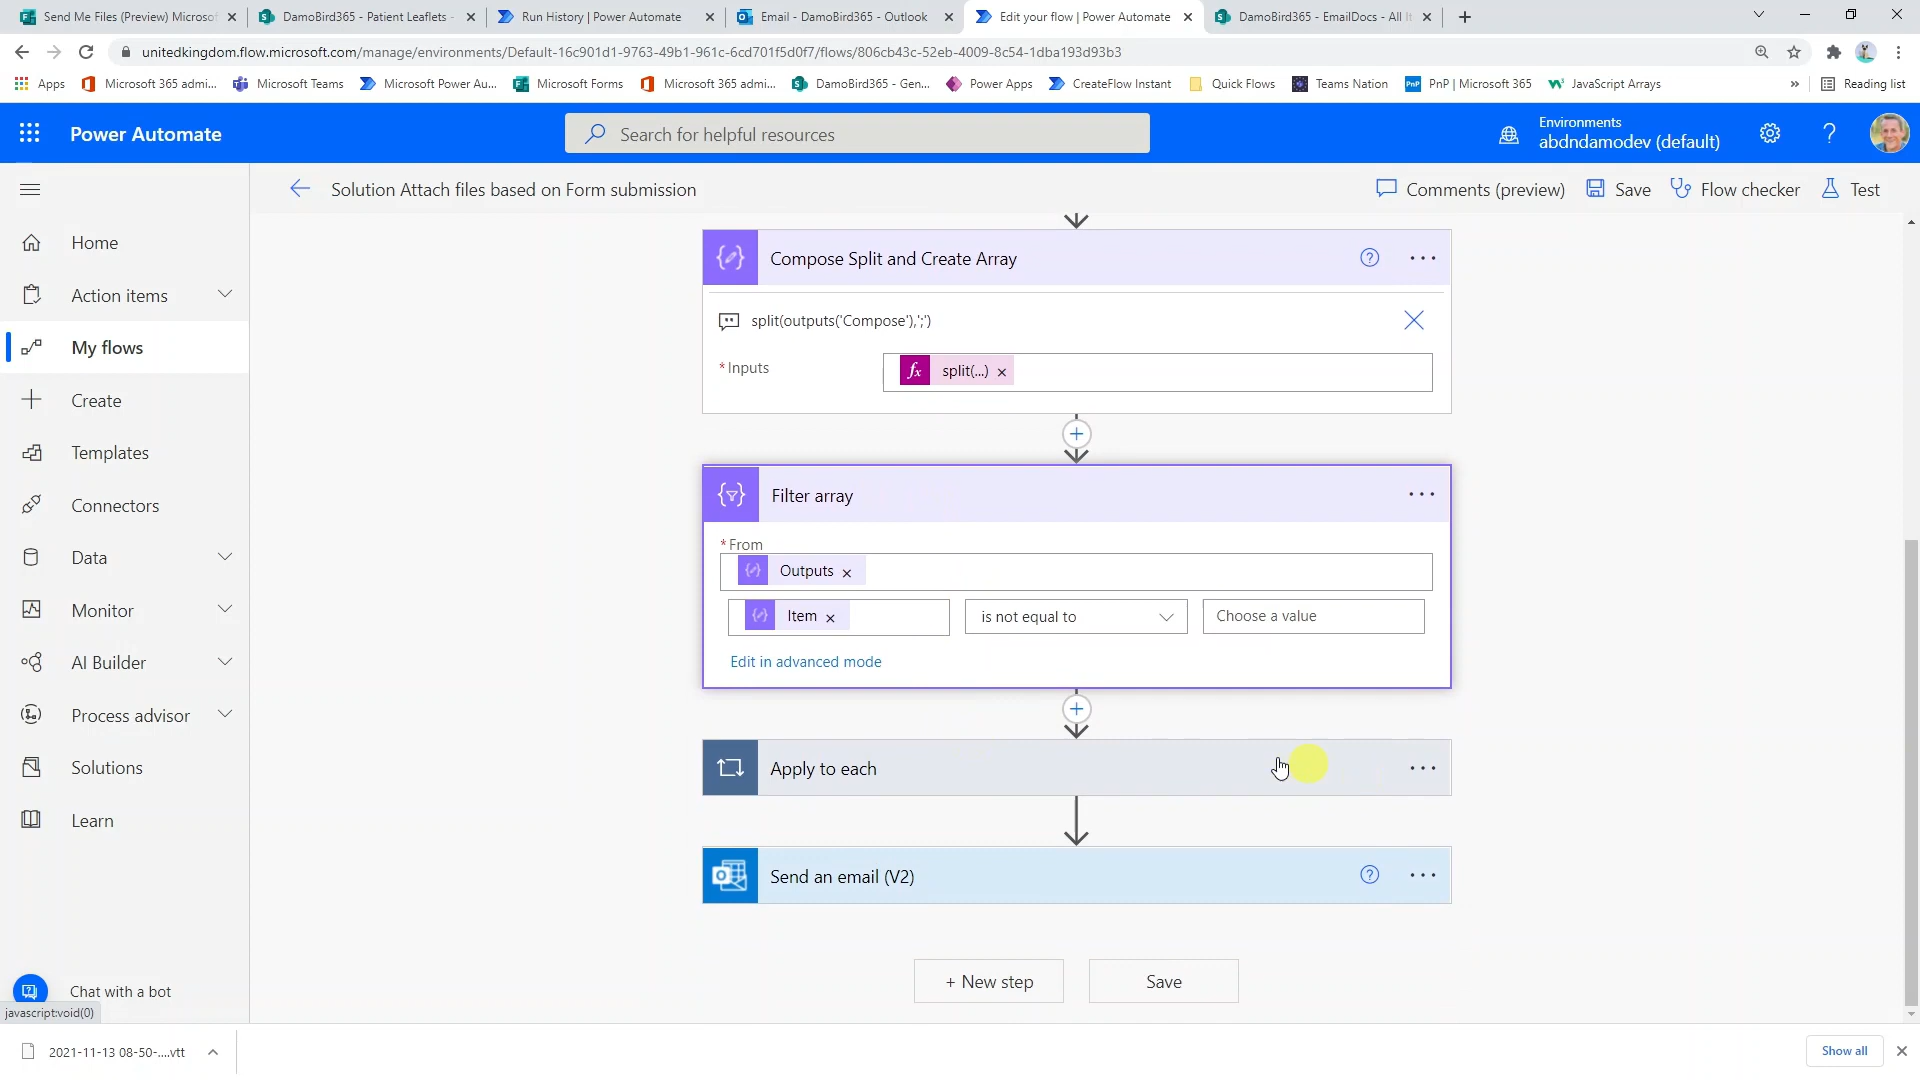 Send Me Files (Preview) Microsof
DamoBird365 - Patient Leaflets -
Run History | Power Automate
Email - DamoBird365 - Outlook
Edit your flow | Power Automate
DamoBird365 - EmailDocs - All It
unitedkingdom.flow.microsoft.com/manage/environments/Default-16c901d1-9763-49b1-961c-6cd701f5d0f7/flows/806cb43c-52eb-4009-8c54-1dba193d93b3
Apps
Microsoft 365 admi...
Microsoft Teams
Microsoft Power Au...
Microsoft Forms
Microsoft 365 admi...
DamoBird365 - Gen...
Power Apps
CreateFlow Instant
Quick Flows
Teams Nation
PnP | Microsoft 365
JavaScript Arrays
»
Reading list
Power Automate
Search for helpful resources
Environments
abdndamodev (default)
Solution Attach files based on Form submission
Comments (preview)
Save
Flow checker
Test
Home
Action items
My flows
Create
Templates
Connectors
Data
Monitor
AI Builder
Process advisor
Solutions
Learn
Chat with a bot
javascript:void(0)
Compose Split and Create Array
split(outputs('Compose'),';')
* Inputs
fx split(...) ×
Filter array
* From
Outputs ×
Item ×
is not equal to
Choose a value
Edit in advanced mode
Apply to each
Send an email (V2)
+ New step
Save
2021-11-13 08-50-....vtt
Show all